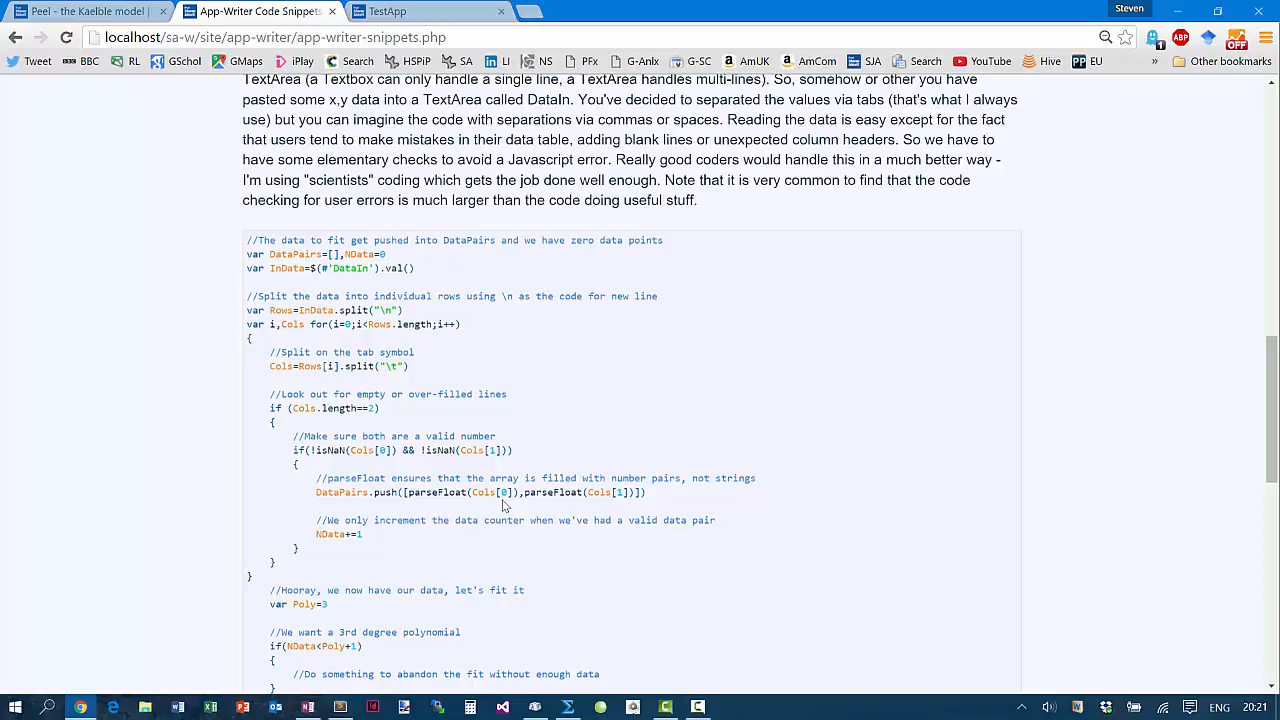 Peel - the Kaelble model
App-Writer Code Snippets
TestApp
Steven
localhost/sa-w/site/app-writer/app-writer-snippets.php
Tweet BBC RL GSchol GMaps iPlay Search HSPiP SA LI NS PFx G-Anlx G-SC AmUK AmCom SJA Search YouTube Hive EU » Other bookmarks
TextArea (a Textbox can only handle a single line, a TextArea handles multi-lines). So, somehow or other you have
pasted some x,y data into a TextArea called DataIn. You've decided to separated the values via tabs (that's what I always
use) but you can imagine the code with separations via commas or spaces. Reading the data is easy except for the fact
that users tend to make mistakes in their data table, adding blank lines or unexpected column headers. So we have to
have some elementary checks to avoid a Javascript error. Really good coders would handle this in a much better way -
I'm using "scientists" coding which gets the job done well enough. Note that it is very common to find that the code
checking for user errors is much larger than the code doing useful stuff.
//The data to fit get pushed into DataPairs and we have zero data points
var DataPairs=[],NData=0
var InData=$(#'DataIn').val()
//Split the data into individual rows using \n as the code for new line
var Rows=InData.split("\n")
var i,Cols for(i=0;i<Rows.length;i++)
{
//Split on the tab symbol
Cols=Rows[i].split("\t")
//Look out for empty or over-filled lines
if (Cols.length==2)
{
//Make sure both are a valid number
if(!isNaN(Cols[0]) && !isNaN(Cols[1]))
{
//parseFloat ensures that the array is filled with number pairs, not strings
DataPairs.push([parseFloat(Cols[0]),parseFloat(Cols[1])])
//We only increment the data counter when we've had a valid data pair
NData+=1
}
}
}
//Hooray, we now have our data, let's fit it
var Poly=3
//We want a 3rd degree polynomial
if(NData<Poly+1)
{
//Do something to abandon the fit without enough data
}
ENG 20:21